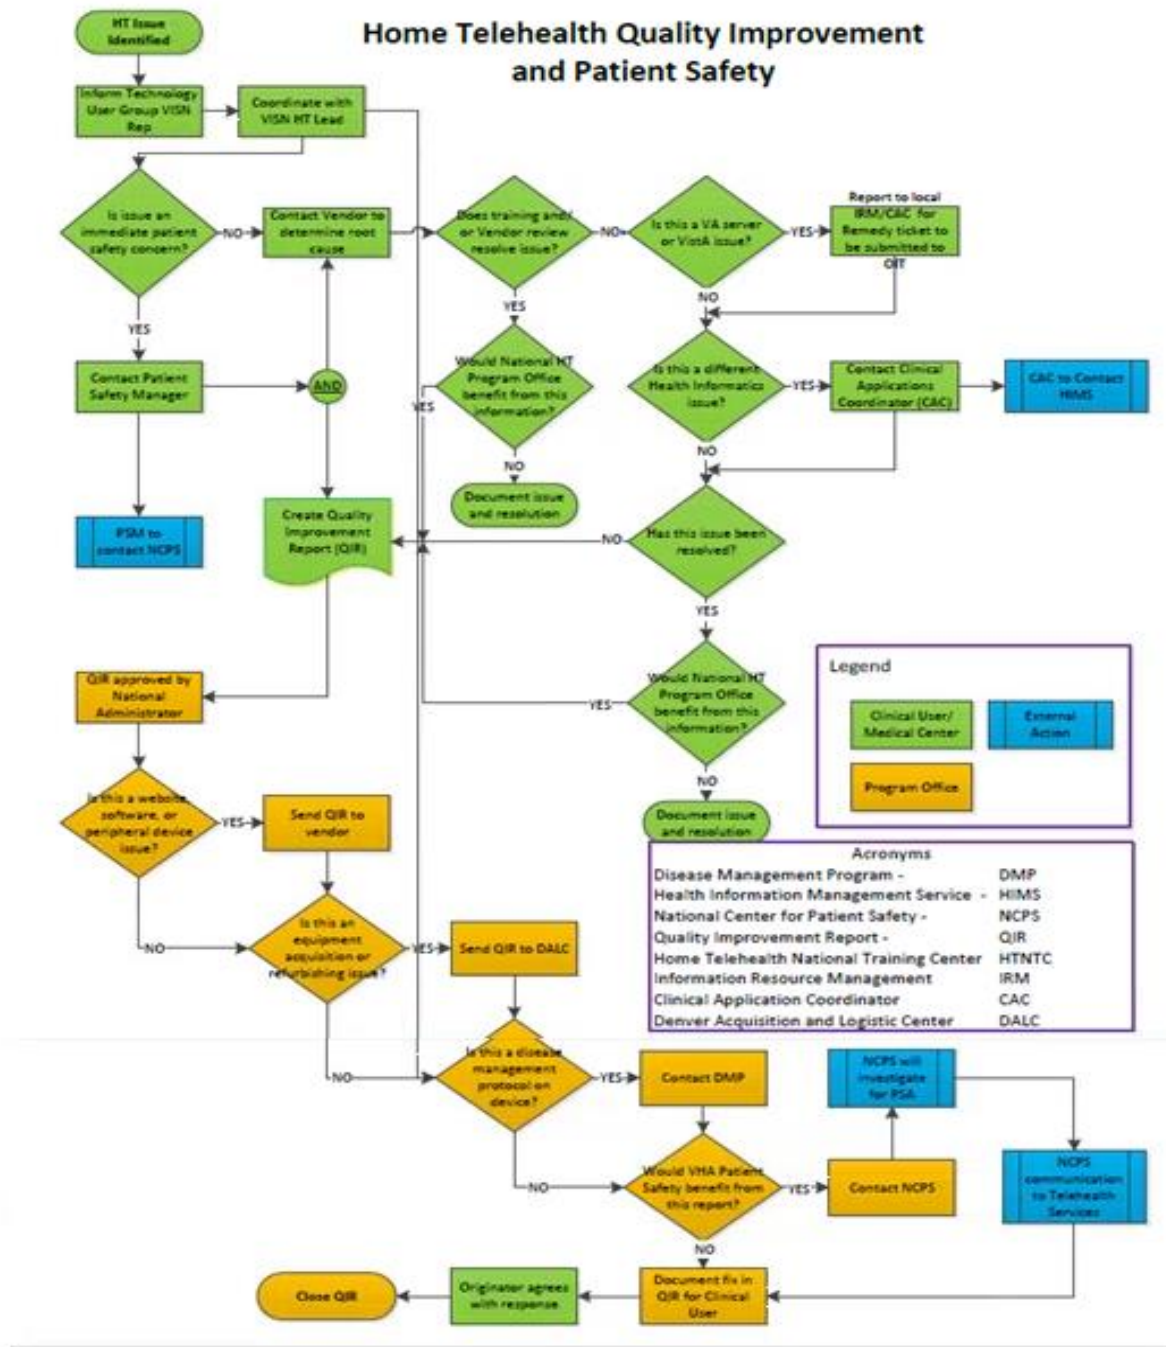 Home Telehealth Quality Improvement
and Patient Safety
HT Issue
Identified
Inform Technology
User Group VISN
Rep
Coordinate with
VISN HT Lead
Is issue an
immediate patient
safety concern?
NO
Contact Vendor to
determine root
cause
Does training and/
or Vendor review
resolve issue?
NO
Is this a VA server
or VistA issue?
YES
Report to local
IRM/CAC for
Remedy ticket to
be submitted to
OIT
YES
YES
NO
Contact Patient
Safety Manager
AND
YES
Would National HT
Program Office
benefit from this
information?
Is this a different
Health Informatics
issue?
YES
Contact Clinical
Applications
Coordinator (CAC)
CAC to Contact
HIMS
NO
NO
Document issue
and resolution
PSM to
contact NCPS
Create Quality
Improvement
Report (QIR)
NO
Has this issue been
resolved?
YES
QIR approved by
National
Administrator
YES
Would National HT
Program Office
benefit from this
information?
NO
Document issue
and resolution
Legend
Clinical User/
Medical Center
External
Action
Program Office
Is this a website,
software, or
peripheral device
issue?
YES
Send QIR to
vendor
NO
Is this an
equipment
acquisition or
refurbishing issue?
YES
Send QIR to DALC
Acronyms
Disease Management Program - DMP
Health Information Management Service - HIMS
National Center for Patient Safety - NCPS
Quality Improvement Report - QIR
Home Telehealth National Training Center HTNTC
Information Resource Management IRM
Clinical Application Coordinator CAC
Denver Acquisition and Logistic Center DALC
NO
Is this a disease
management
protocol on
device?
YES
Contact DMP
NCPS will
investigate
for PSA
NO
Would VHA Patient
Safety benefit from
this report?
YES
Contact NCPS
NCPS
communication
to Telehealth
Services
NO
Close QIR
Originator agrees
with response
Document fix in
QIR for Clinical
User